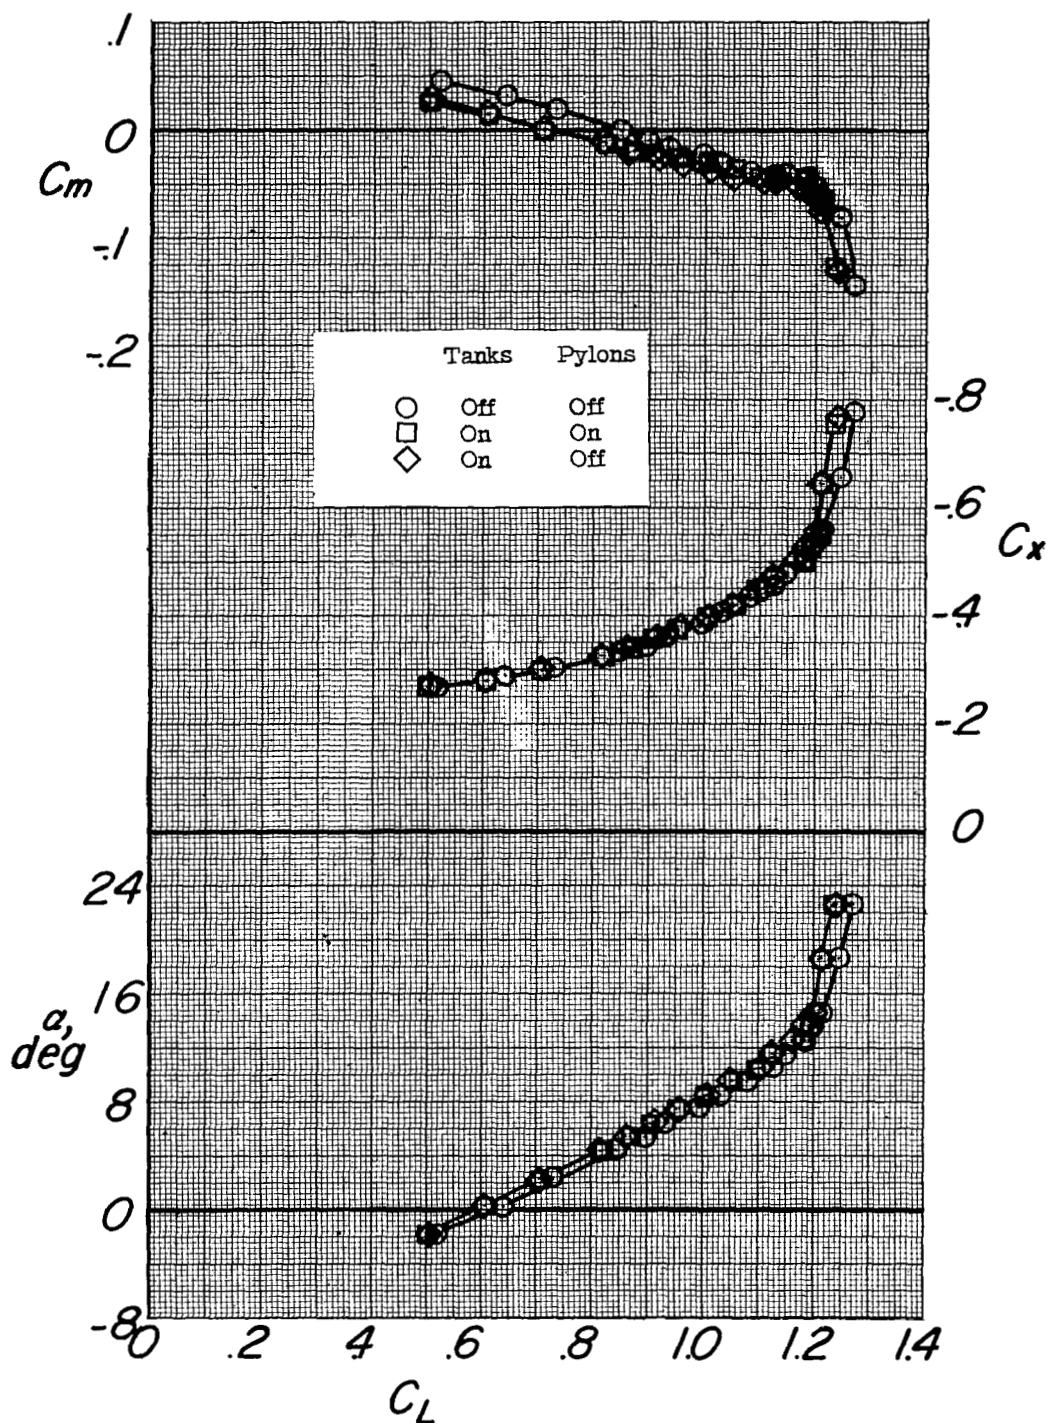 .1
0
Cm
-.1
-.2
Tanks Pylons
Off Off
On On
On Off
-.8
-.6
Cx
-.4
-.2
0
24
16
α,
deg
8
0
-8
0 .2 .4 .6 .8 1.0 1.2 1.4
CL